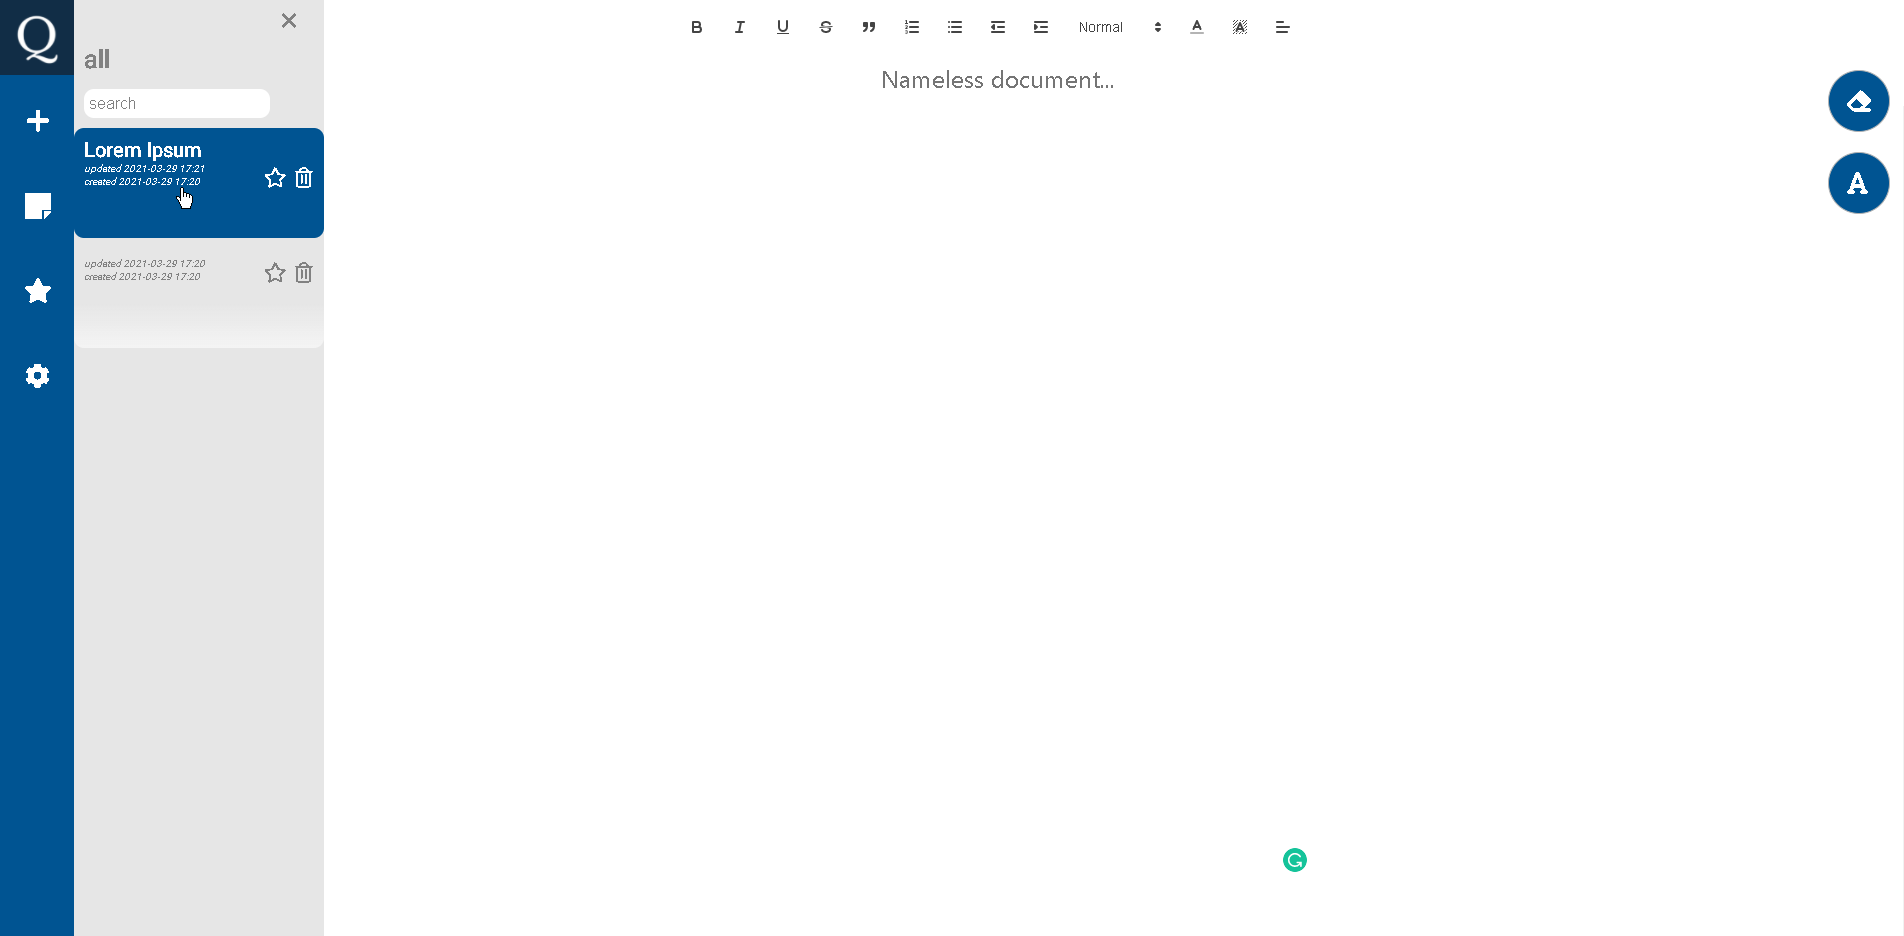 Q
all
search
Lorem Ipsum
updated 2021-03-29 17:21
created 2021-03-29 17:20
updated 2021-03-29 17:20
created 2021-03-29 17:20
B I U S Normal A A
Nameless document...
A
G